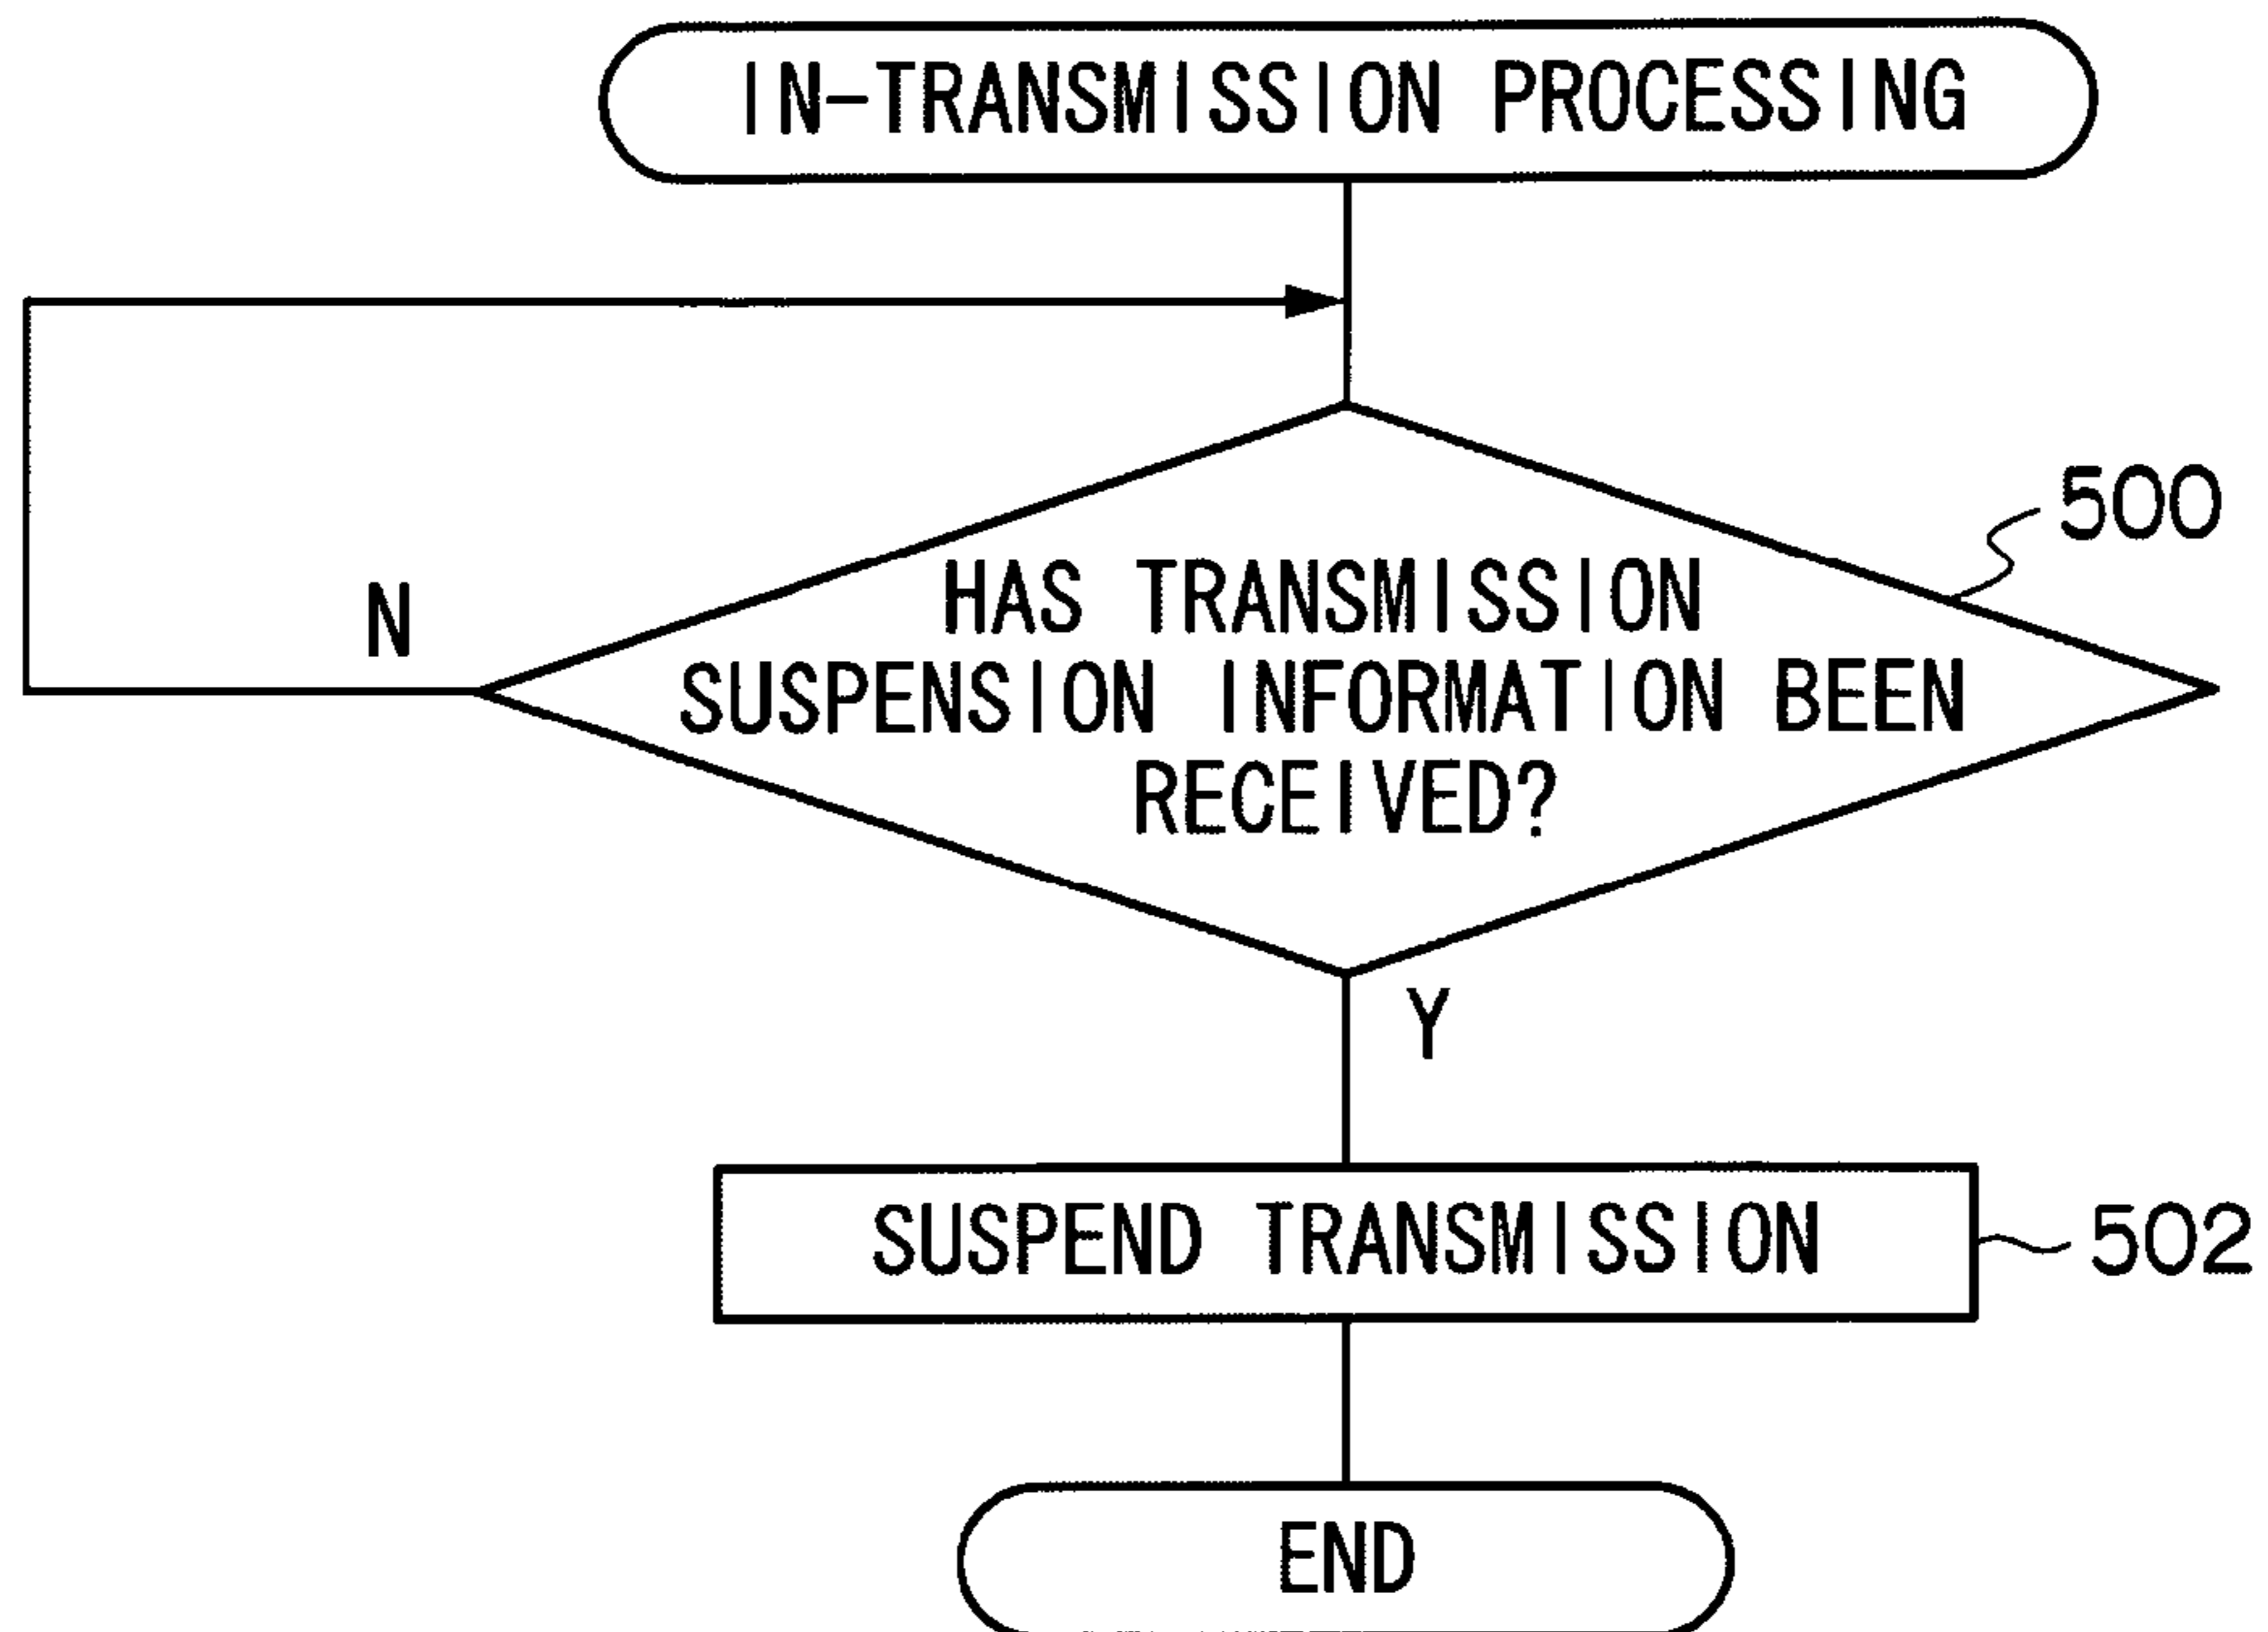 IN-TRANSMISSION PROCESSING
500
HAS TRANSMISSION
SUSPENSION INFORMATION BEEN
RECEIVED?
N
Y
SUSPEND TRANSMISSION
502
END